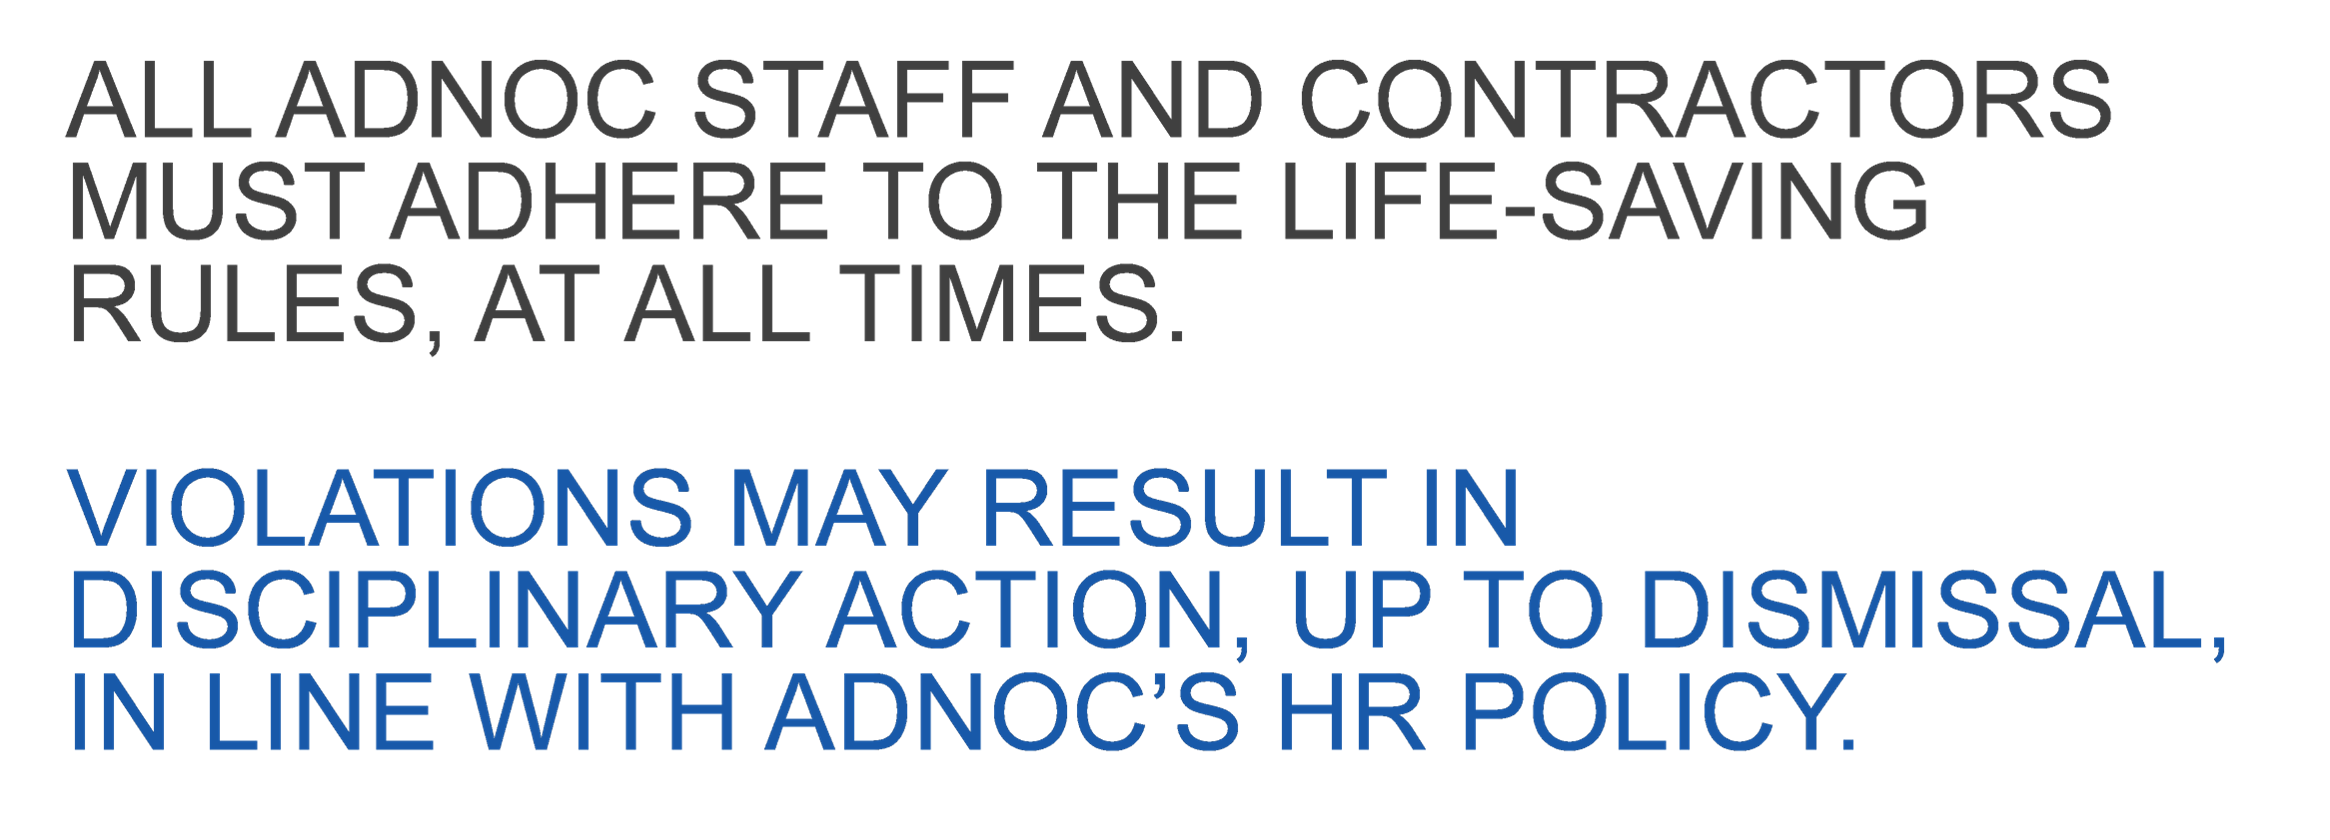 ALL ADNOC STAFF AND CONTRACTORS
MUST ADHERE TO THE LIFE-SAVING
RULES, AT ALL TIMES.
VIOLATIONS MAY RESULT IN
DISCIPLINARY ACTION, UP TO DISMISSAL,
IN LINE WITH ADNOC’S HR POLICY.